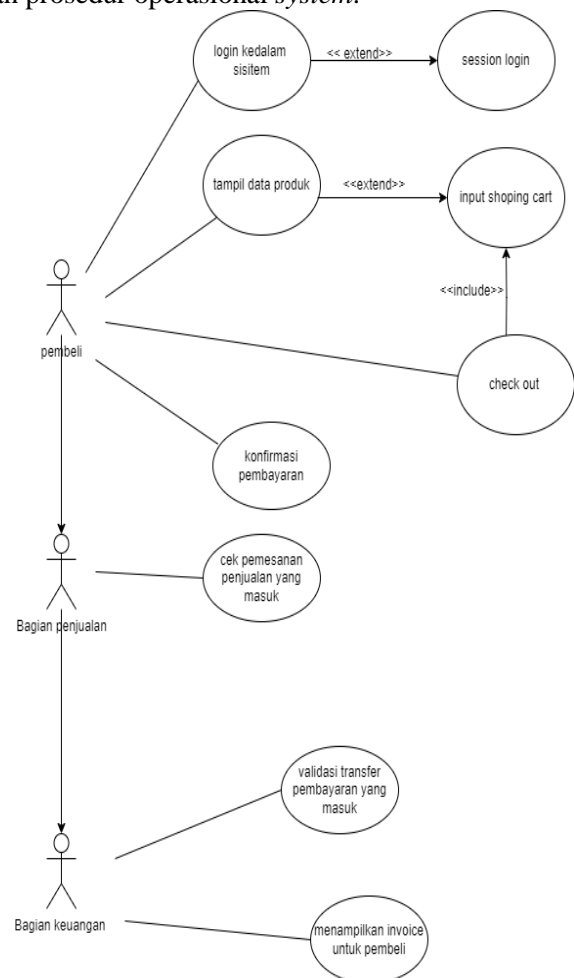 an prosedur operasional system.
login kedalam
sisitem
<< extend>>
session login
tampil data produk
<<extend>>
input shoping cart
<<include>>
pembeli
check out
konfirmasi
pembayaran
cek pemesanan
penjualan yang
masuk
Bagian penjualan
validasi transfer
pembayaran yang
masuk
Bagian keuangan
menampilkan invoice
untuk pembeli